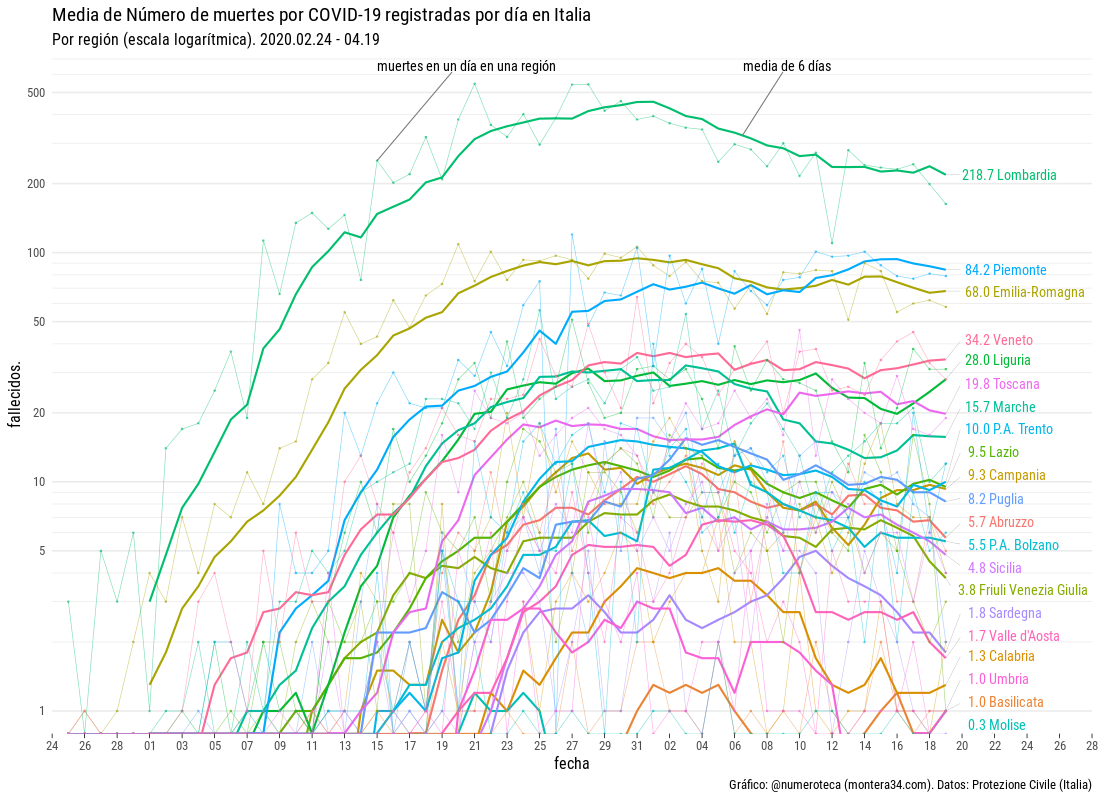 Media de Número de muertes por COVID-19 registradas por día en Italia
Por región (escala logarítmica). 2020.02.24 - 04.19
muertes en un día en una región
media de 6 días
500
200
100
50
20
10
5
1
fallecidos.
218.7 Lombardia
84.2 Piemonte
68.0 Emilia-Romagna
34.2 Veneto
28.0 Liguria
19.8 Toscana
15.7 Marche
10.0 P.A. Trento
9.5 Lazio
9.3 Campania
8.2 Puglia
5.7 Abruzzo
5.5 P.A. Bolzano
4.8 Sicilia
3.8 Friuli Venezia Giulia
1.8 Sardegna
1.7 Valle d'Aosta
1.3 Calabria
1.0 Umbria
1.0 Basilicata
0.3 Molise
24 26 28 01 03 05 07 09 11 13 15 17 19 21 23 25 27 29 31 02 04 06 08 10 12 14 16 18 20 22 24 26 28
fecha
Gráfico: @numeroteca (montera34.com). Datos: Protezione Civile (Italia)